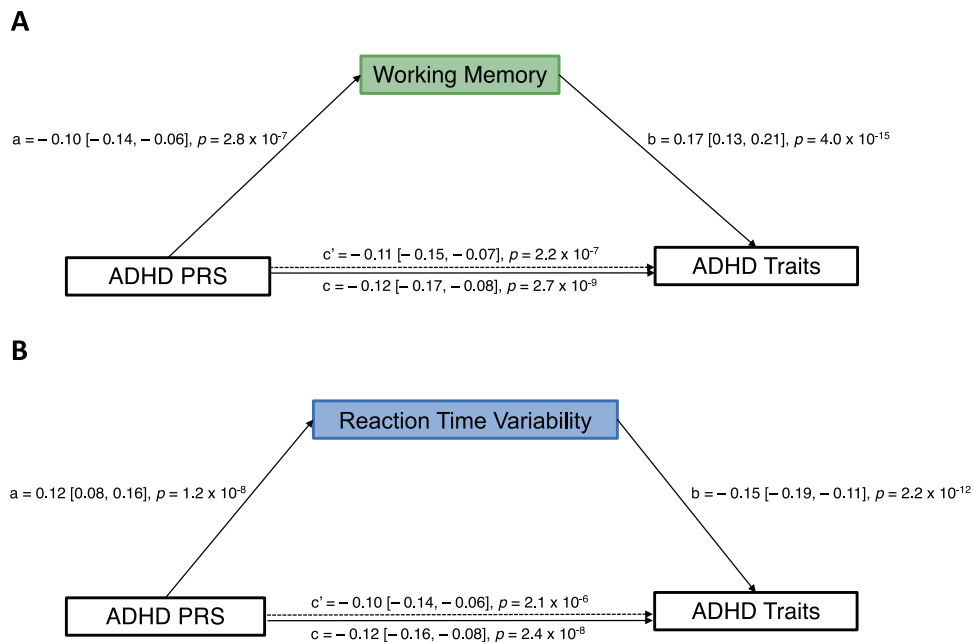 A
Working Memory
a = − 0.10 [− 0.14, − 0.06], p = 2.8 x 10⁻⁷
b = 0.17 [0.13, 0.21], p = 4.0 x 10⁻¹⁵
c’ = − 0.11 [− 0.15, − 0.07], p = 2.2 x 10⁻⁷
ADHD PRS
ADHD Traits
c = − 0.12 [− 0.17, − 0.08], p = 2.7 x 10⁻⁹
B
Reaction Time Variability
a = 0.12 [0.08, 0.16], p = 1.2 x 10⁻⁸
b = − 0.15 [− 0.19, − 0.11], p = 2.2 x 10⁻¹²
c’ = − 0.10 [− 0.14, − 0.06], p = 2.1 x 10⁻⁶
ADHD PRS
ADHD Traits
c = − 0.12 [− 0.16, − 0.08], p = 2.4 x 10⁻⁸